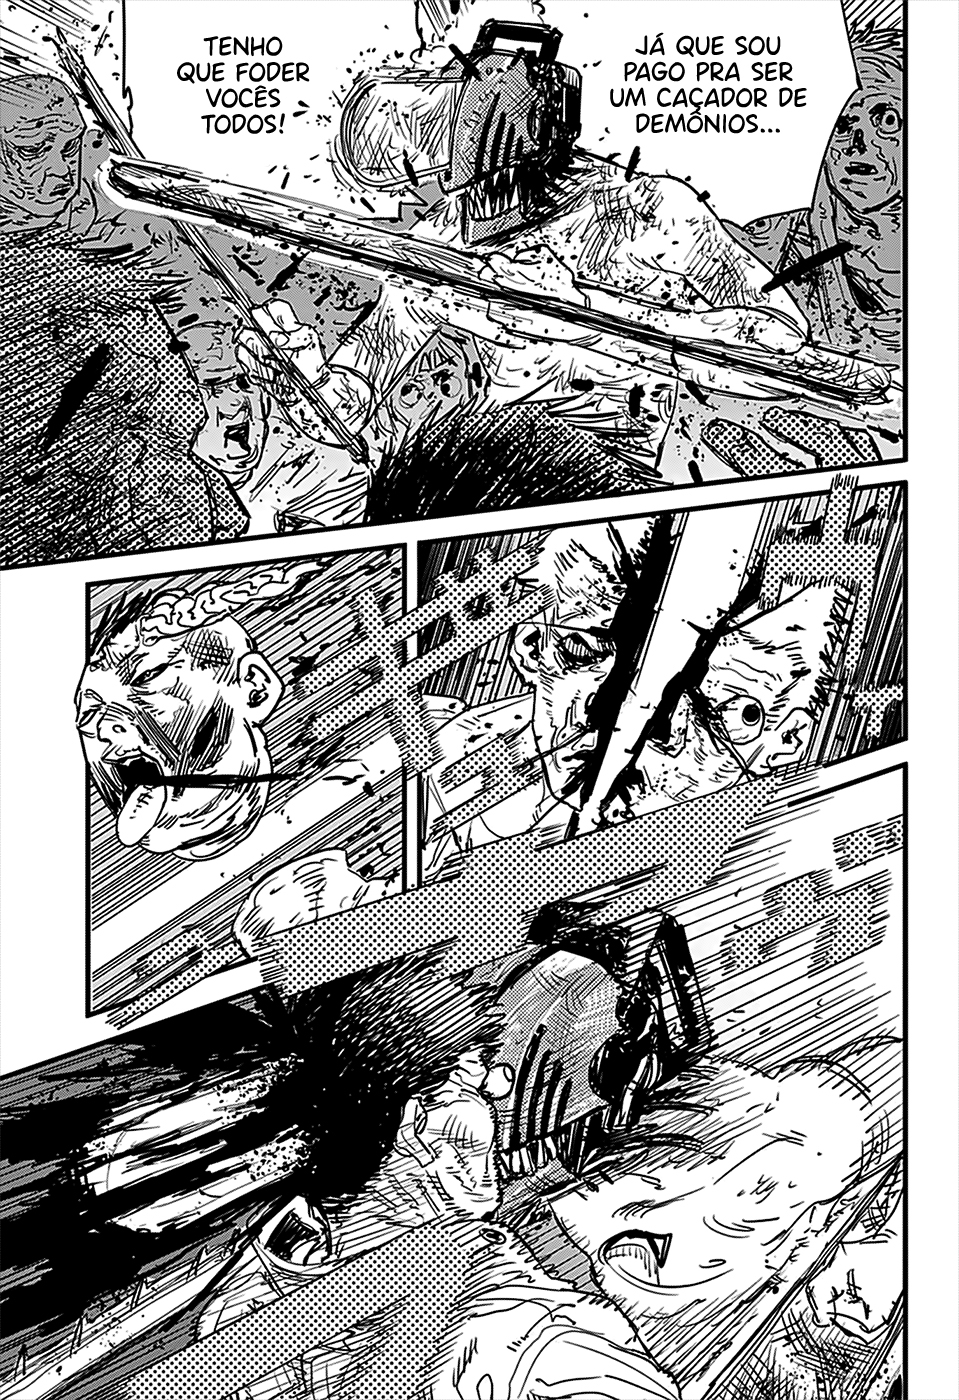 JÁ QUE SOU
PAGO PRA SER
UM CAÇADOR DE
DEMÔNIOS...
TENHO
QUE FODER
VOCÊS
TODOS!